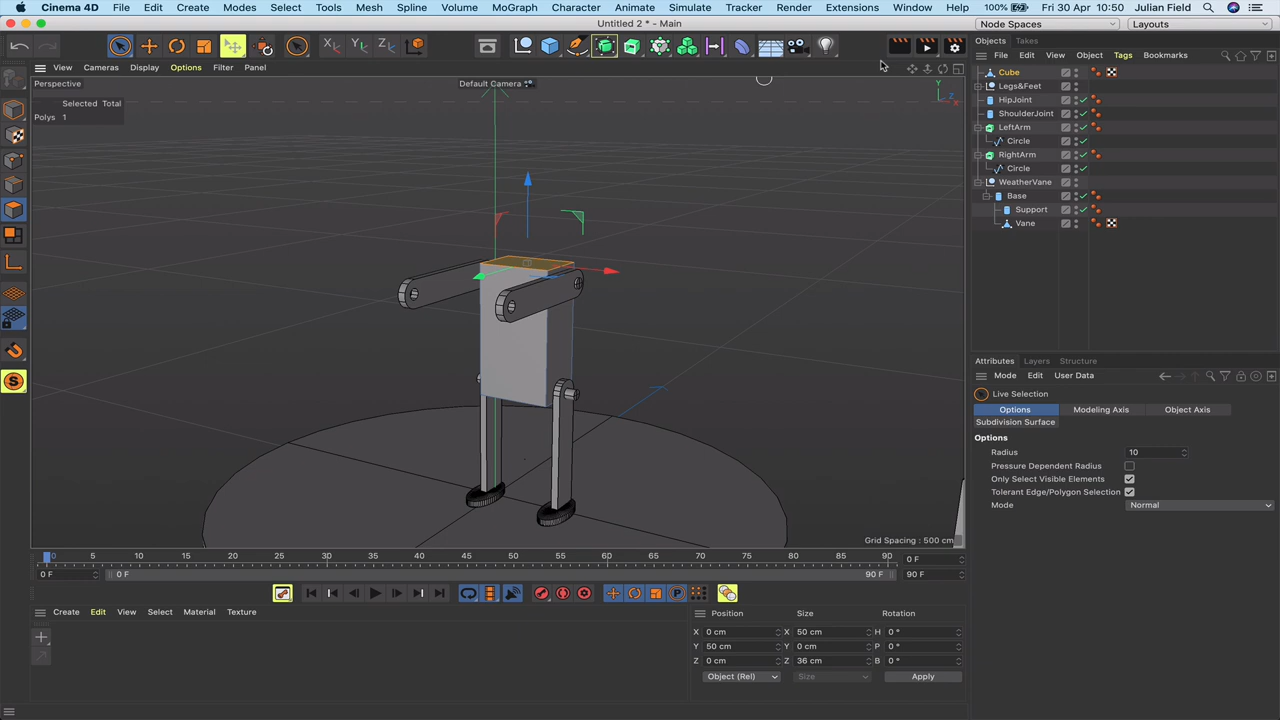 Cinema 4D File Edit Create Modes Select Tools Mesh Spline Volume MoGraph Character Animate Simulate Tracker Render Extensions Window Help 100% Fri 30 Apr 10:50 Julian Field
Untitled 2 * - Main
Node Spaces Layouts
X Y Z
Objects Takes
View Cameras Display Options Filter Panel
File Edit View Object Tags Bookmarks
Perspective
Default Camera
Selected Total
Polys 1
Y
Z
X
Cube
Legs&Feet
HipJoint
ShoulderJoint
LeftArm
Circle
RightArm
Circle
WeatherVane
Base
Support
Vane
Attributes Layers Structure
Mode Edit User Data
Live Selection
Options Modeling Axis Object Axis
Subdivision Surface
Options
Radius 10
Pressure Dependent Radius
Only Select Visible Elements
Tolerant Edge/Polygon Selection
Mode Normal
Grid Spacing : 500 cm
0 5 10 15 20 25 30 35 40 45 50 55 60 65 70 75 80 85 90 0 F
0 F 0 F 90 F 90 F
Create Edit View Select Material Texture
Position Size Rotation
X 0 cm X 50 cm H 0 °
Y 50 cm Y 0 cm P 0 °
Z 0 cm Z 36 cm B 0 °
Object (Rel) Size Apply